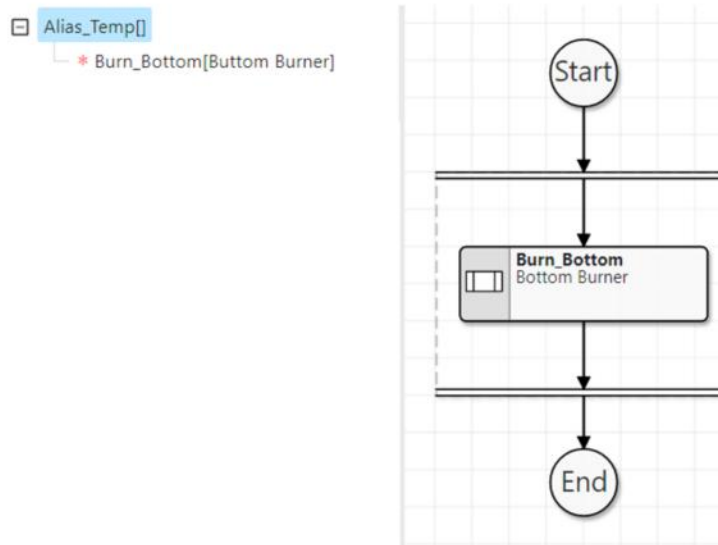 Alias_Temp[]
* Burn_Bottom[Buttom Burner]
Start
Burn_Bottom
Bottom Burner
End